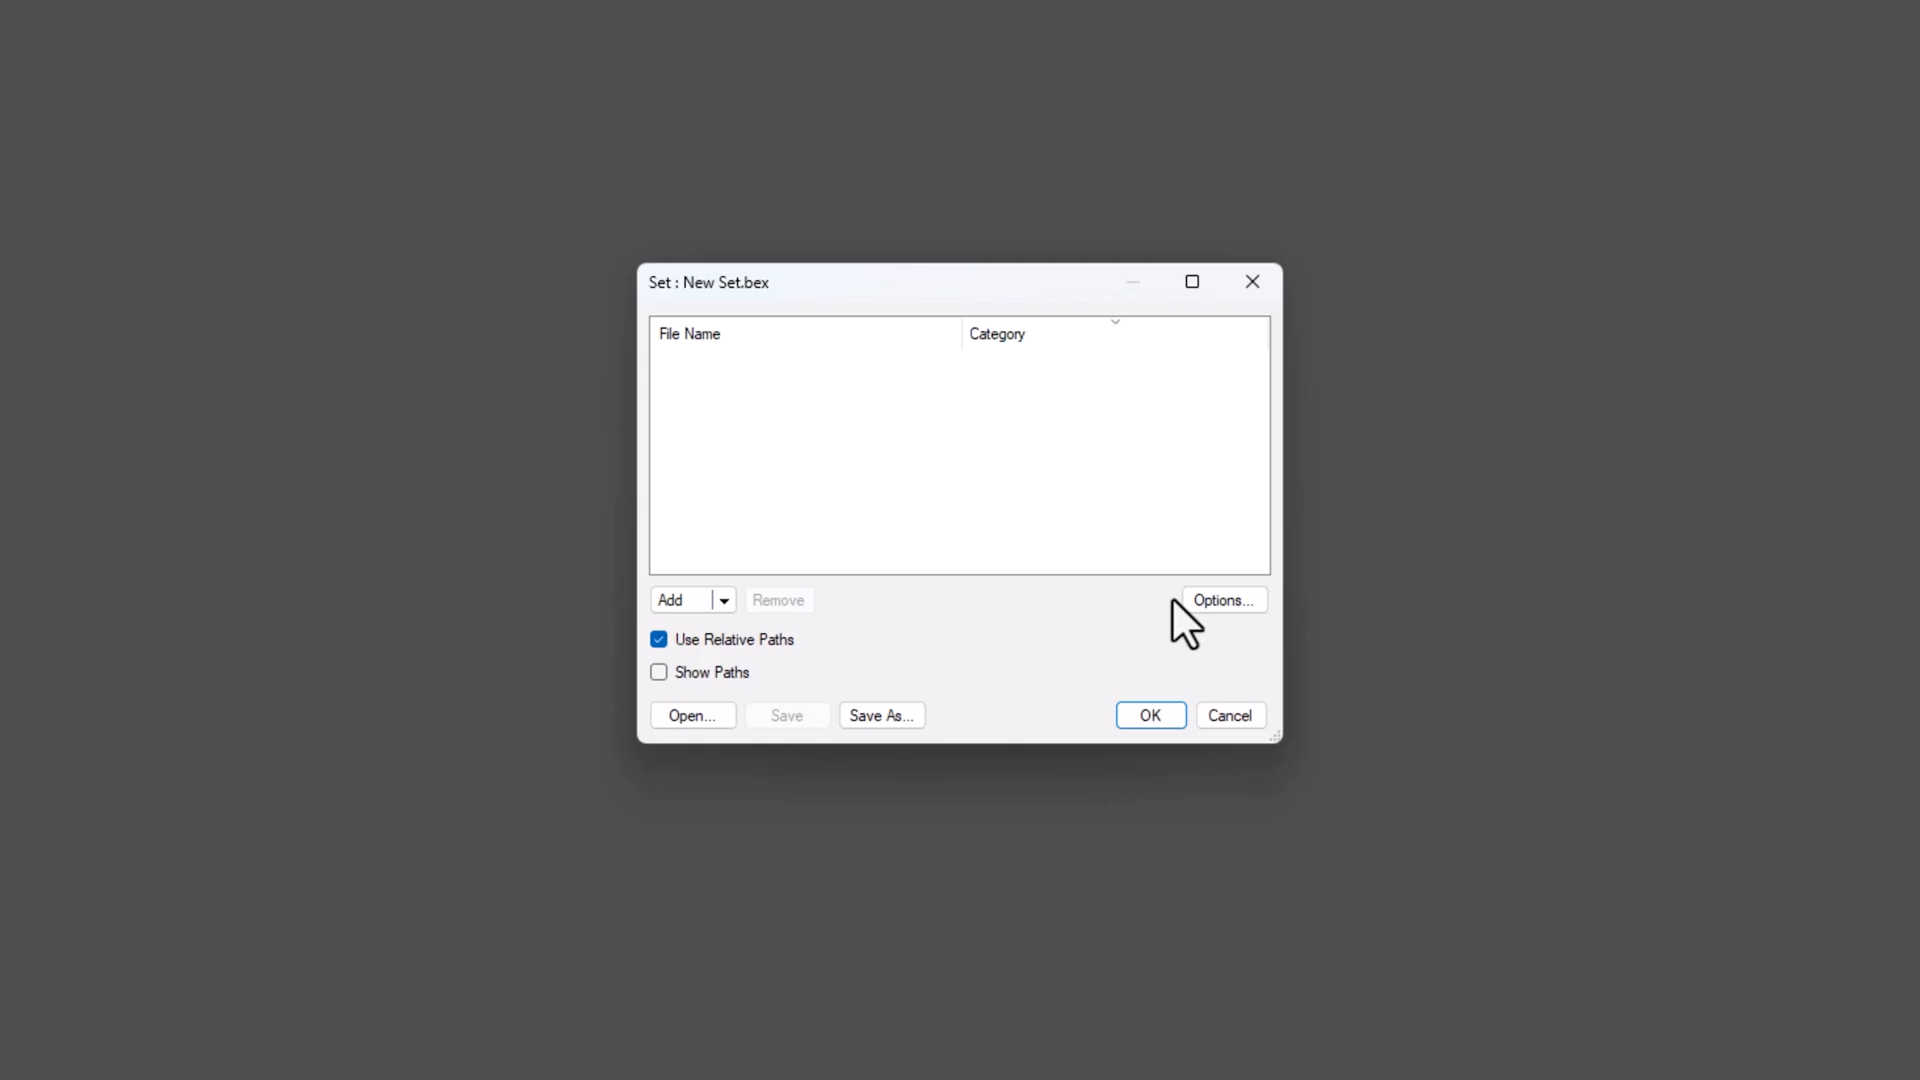 Set : New Set.bex
File Name Category
Add Remove Options...
Use Relative Paths
Show Paths
Open... Save Save As... OK Cancel